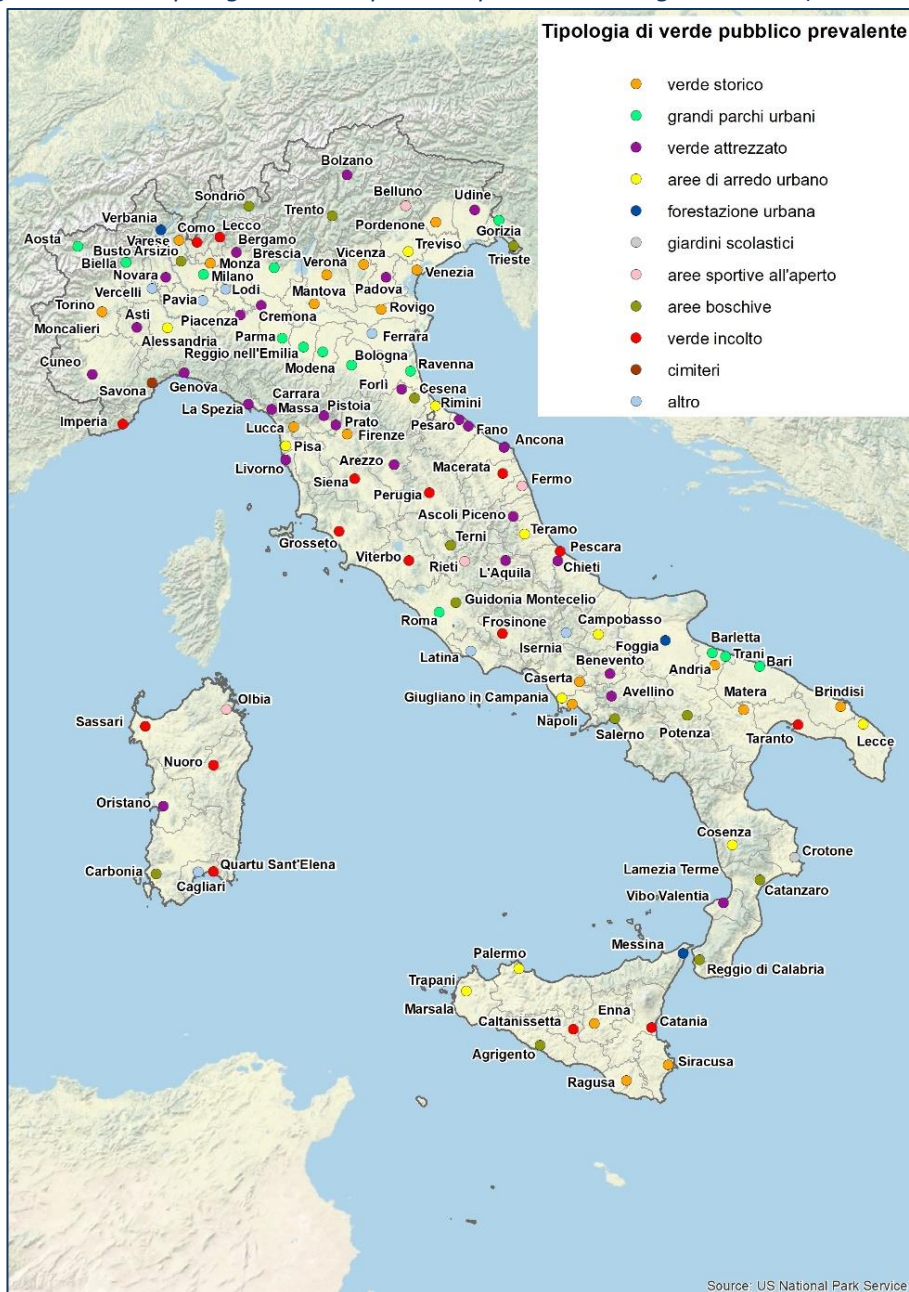 Tipologia di verde pubblico prevalente
verde storico
grandi parchi urbani
verde attrezzato
aree di arredo urbano
forestazione urbana
giardini scolastici
aree sportive all'aperto
aree boschive
verde incolto
cimiteri
altro
Bolzano
Sondrio
Belluno
Udine
Trento
Verbania
Como
Lecco
Pordenone
Aosta
Varese
Bergamo
Treviso
Gorizia
Busto Arsizio
Brescia
Vicenza
Trieste
Biella
Monza
Verona
Venezia
Novara
Milano
Padova
Vercelli
Lodi
Mantova
Torino
Pavia
Rovigo
Asti
Piacenza
Cremona
Moncalieri
Parma
Ferrara
Alessandria
Reggio nell'Emilia
Bologna
Cuneo
Modena
Ravenna
Savona
Genova
Forlì
Cesena
Carrara
La Spezia
Massa
Pistoia
Rimini
Imperia
Lucca
Prato
Pesaro
Fano
Firenze
Pisa
Ancona
Livorno
Arezzo
Macerata
Siena
Fermo
Perugia
Ascoli Piceno
Grosseto
Terni
Teramo
Viterbo
Pescara
Rieti
L'Aquila
Chieti
Guidonia Montecelio
Roma
Frosinone
Campobasso
Latina
Isernia
Foggia
Barletta
Trani
Benevento
Bari
Caserta
Andria
Giugliano in Campania
Avellino
Matera
Brindisi
Olbia
Napoli
Sassari
Salerno
Potenza
Taranto
Lecce
Nuoro
Oristano
Cosenza
Crotone
Carbonia
Quartu Sant'Elena
Lamezia Terme
Cagliari
Catanzaro
Vibo Valentia
Messina
Palermo
Reggio di Calabria
Trapani
Marsala
Enna
Caltanissetta
Catania
Agrigento
Siracusa
Ragusa
Source: US National Park Service